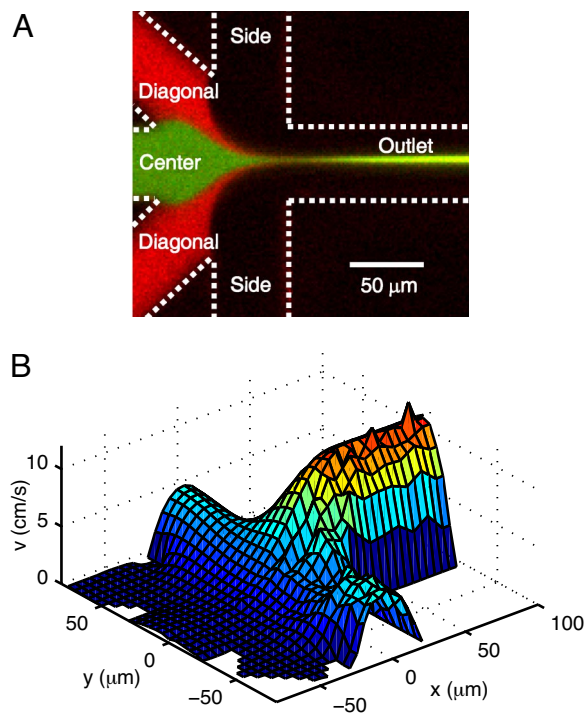 A
Side
Diagonal
Center
Outlet
Diagonal
Side
50 μm
B
10
5
0
v (cm/s)
50
0
−50
y (μm)
−50
0
50
100
x (μm)